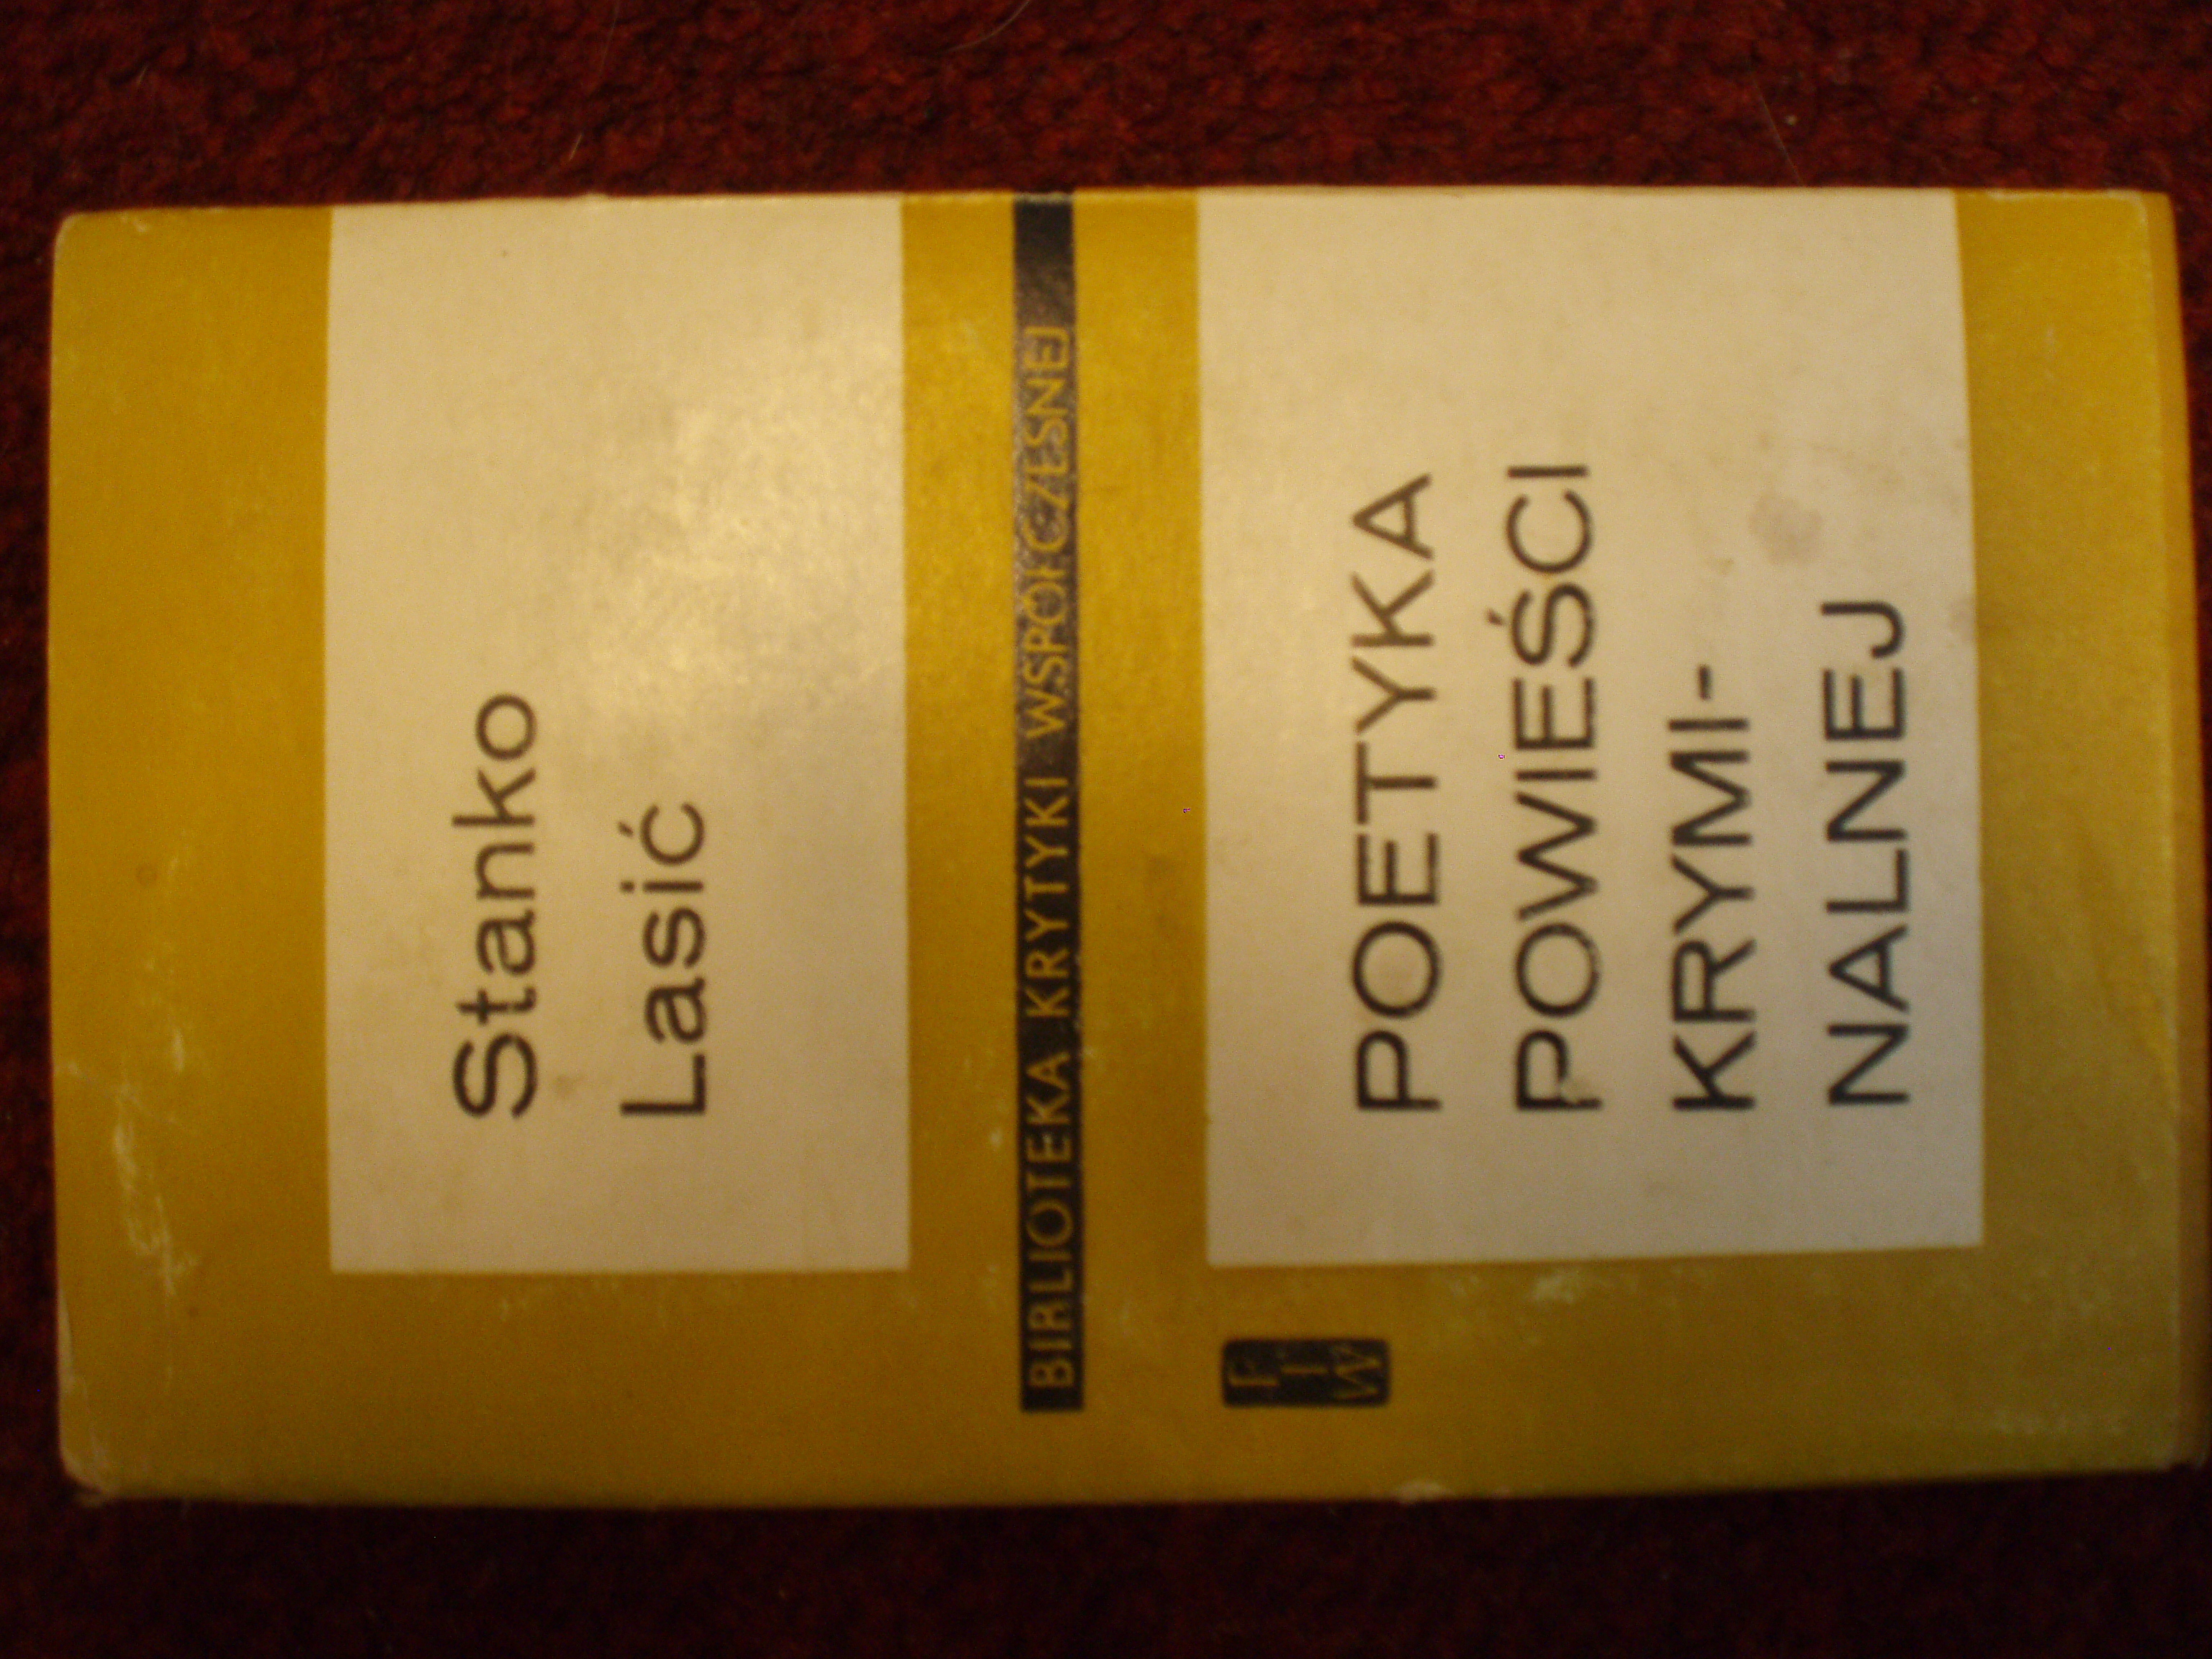 Stanko
Lasić
BIBLIOTEKA KRYTYKI WSPÓŁCZESNEJ
POETYKA
POWIEŚCI
KRYMI-
NALNEJ
PIW